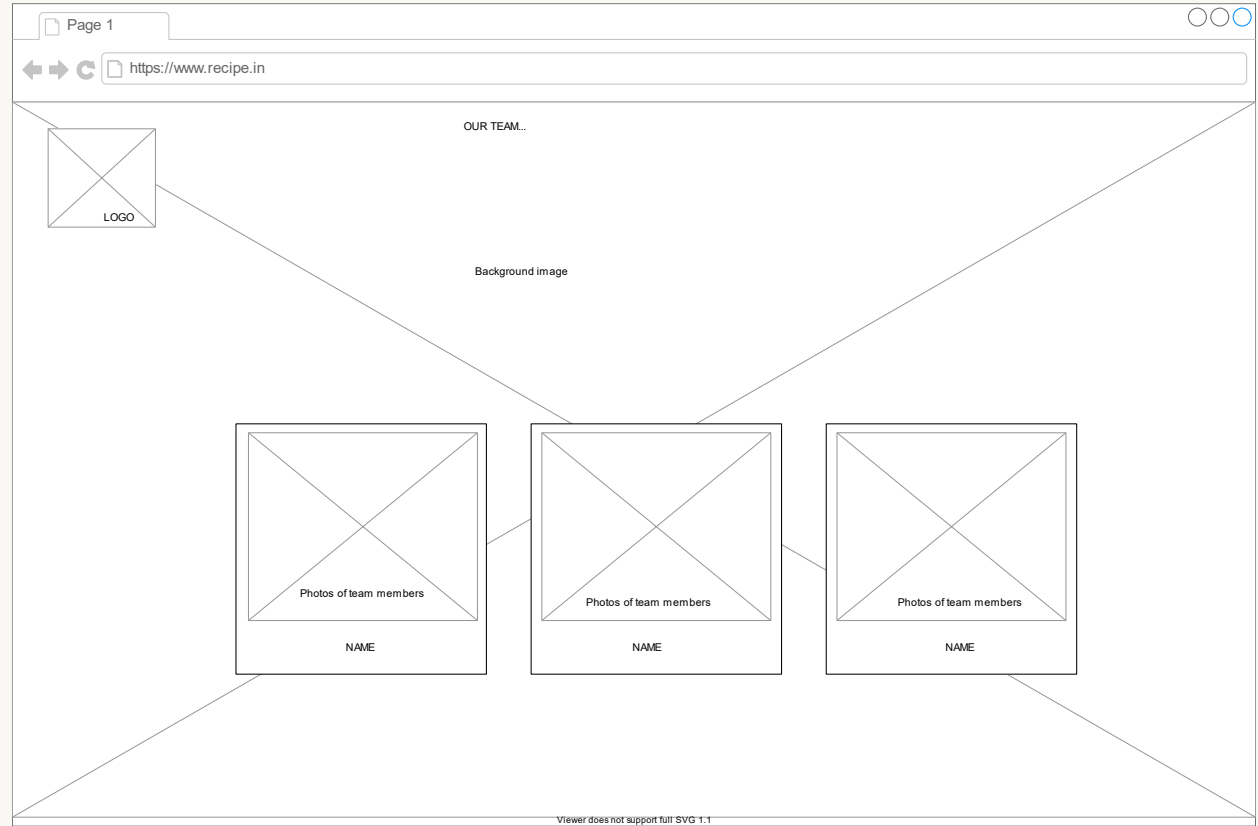 Page 1
https://www.recipe.in
OUR TEAM...
LOGO
Background image
Photos of team members
Photos of team members
Photos of team members
NAME
NAME
NAME
Viewer does not support full SVG 1.1